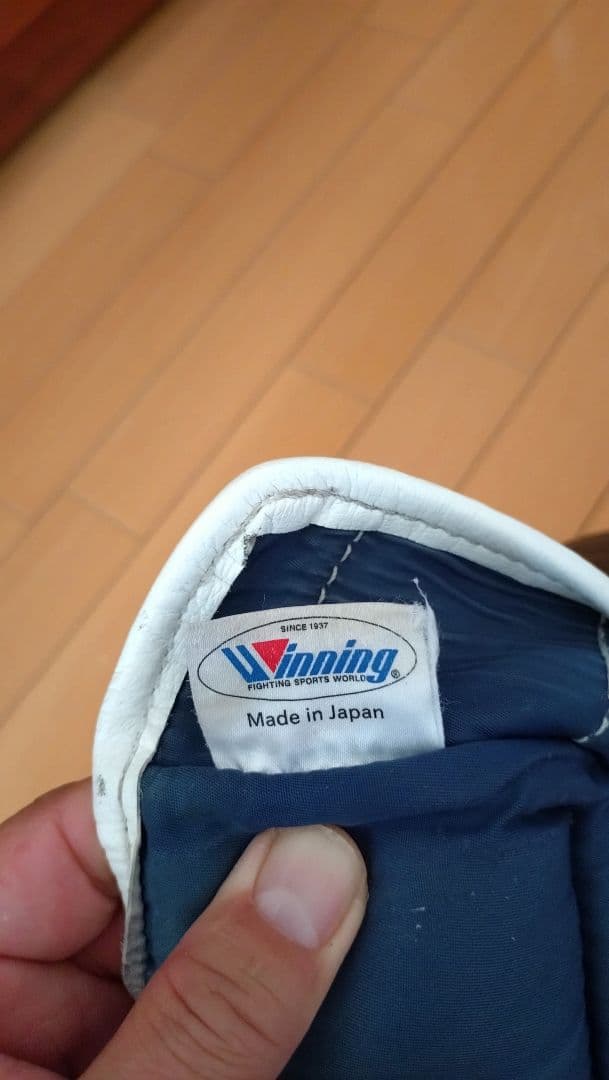 SINCE 1937
Winning
FIGHTING SPORTS WORLD®
Made in Japan